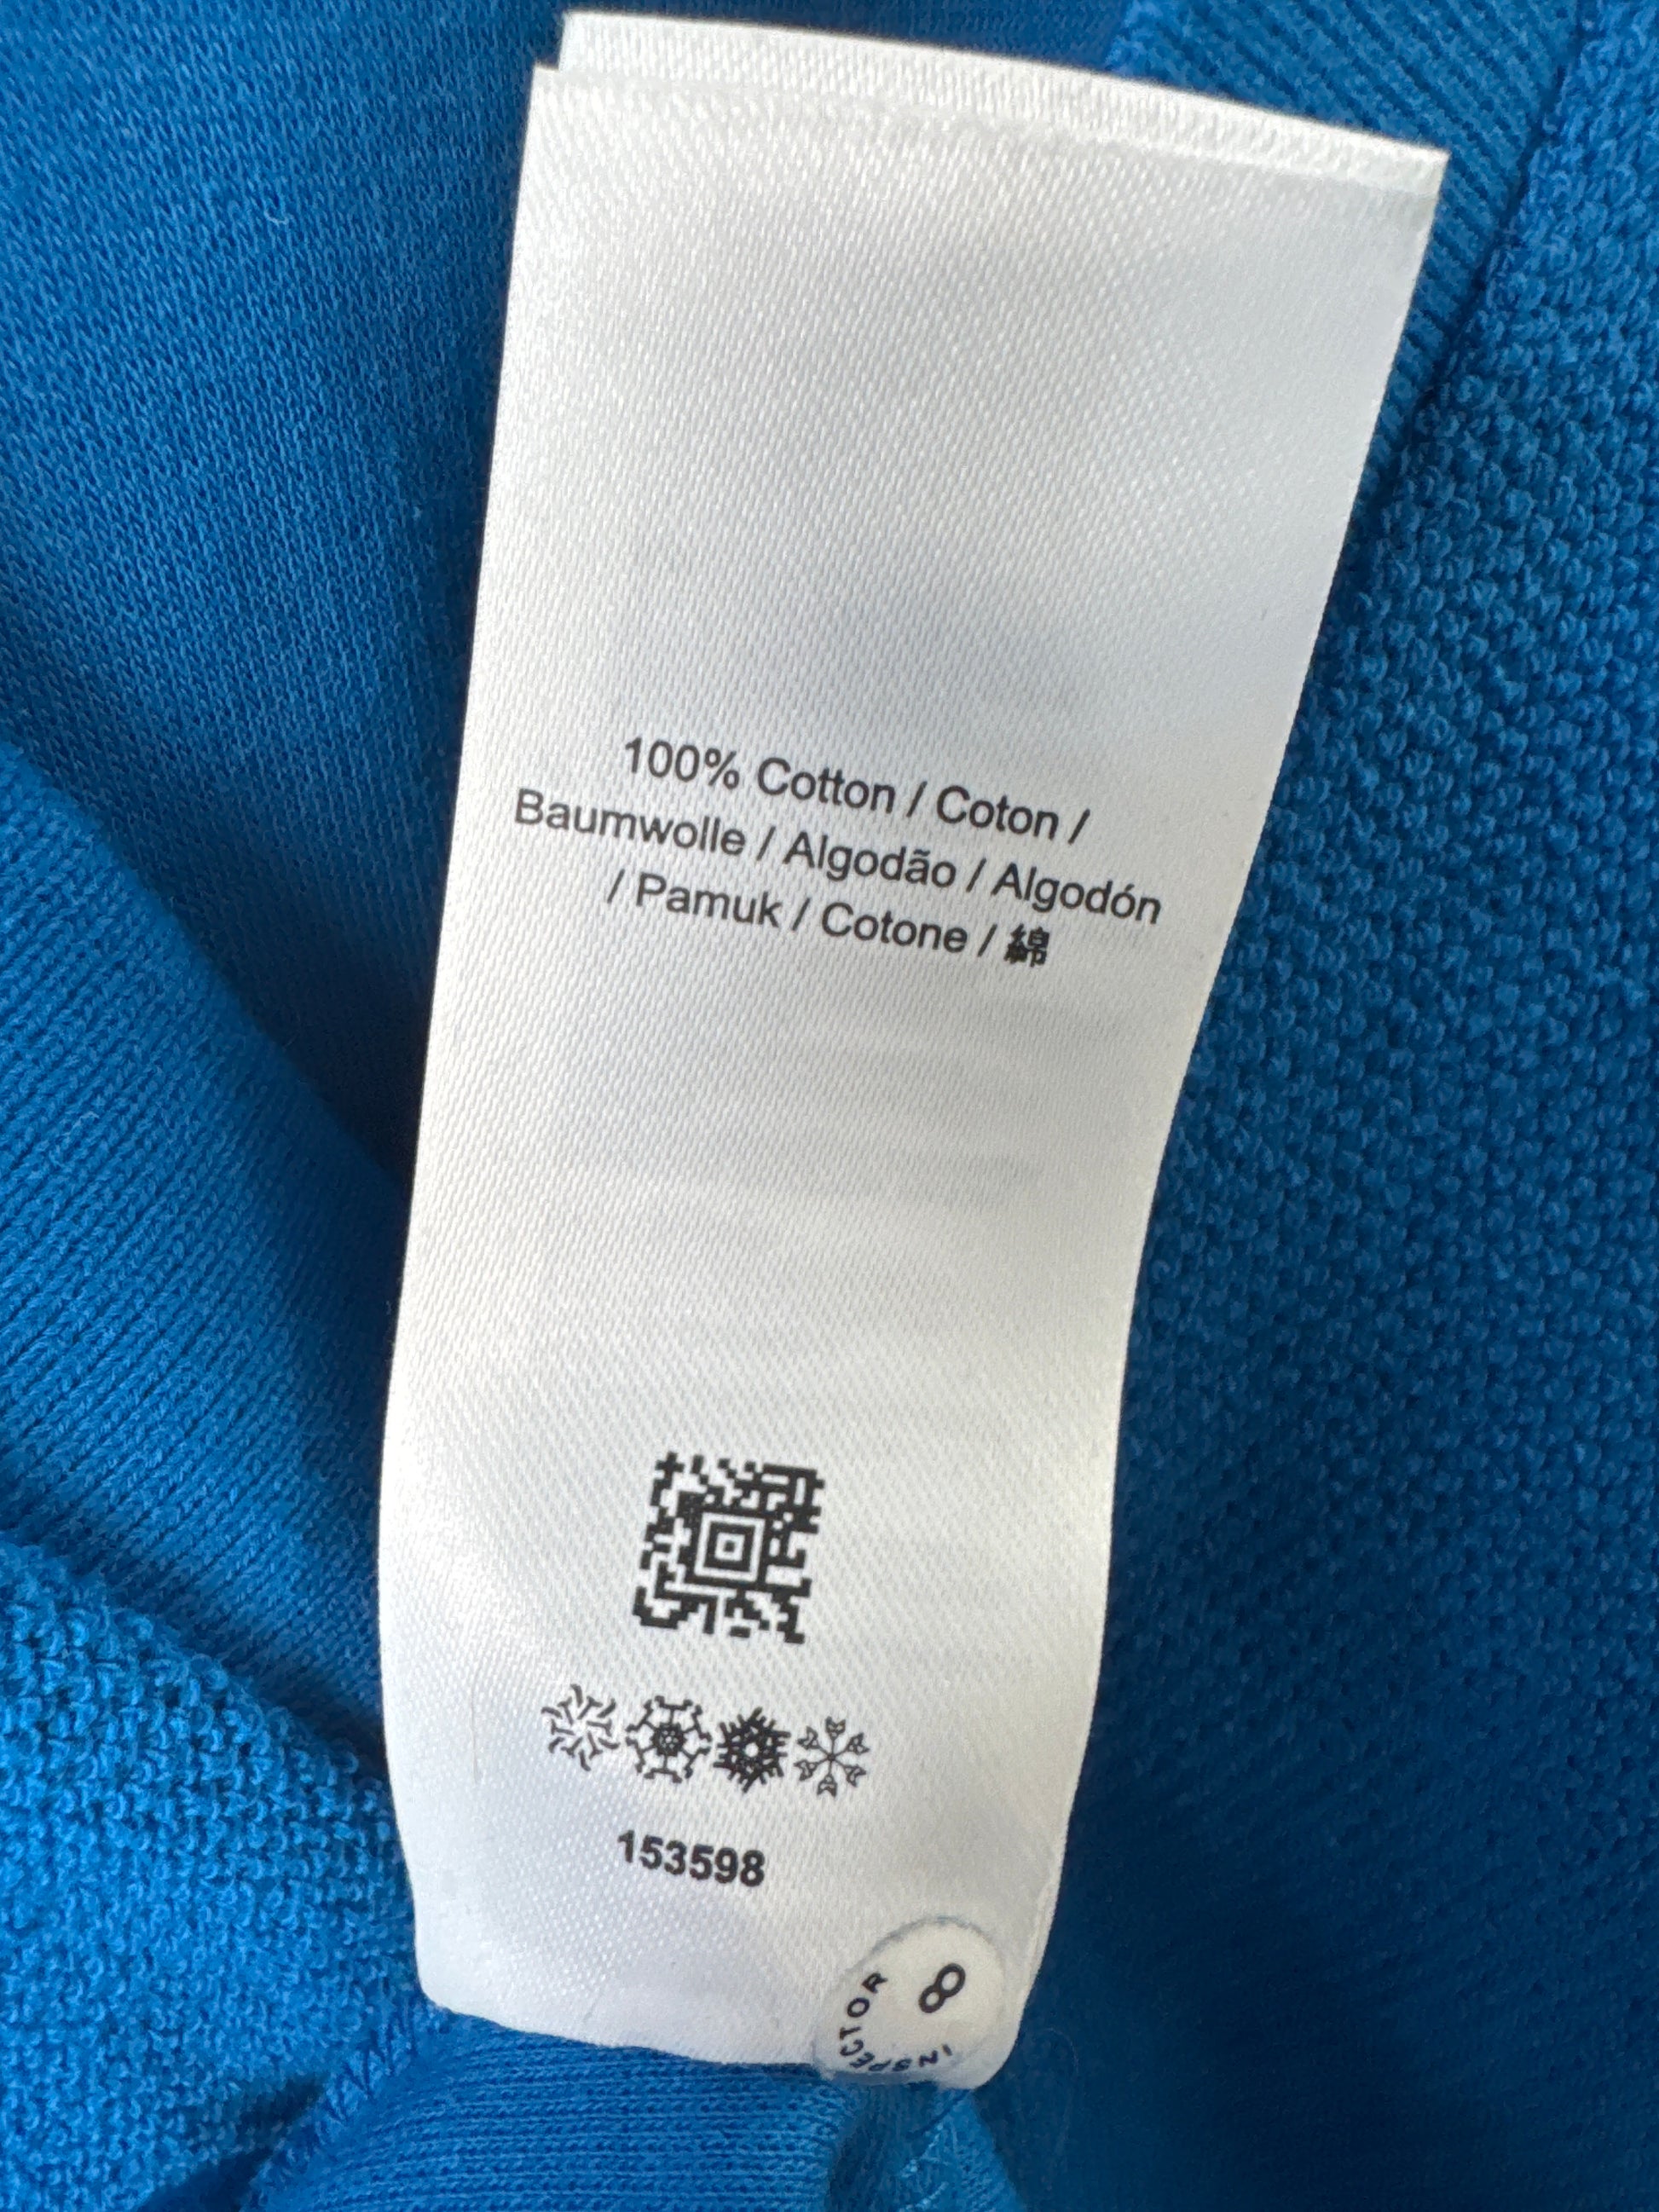 100% Cotton / Coton /
Baumwolle / Algodão / Algodón
/ Pamuk / Cotone / 綿
153598
8
INSPECTOR